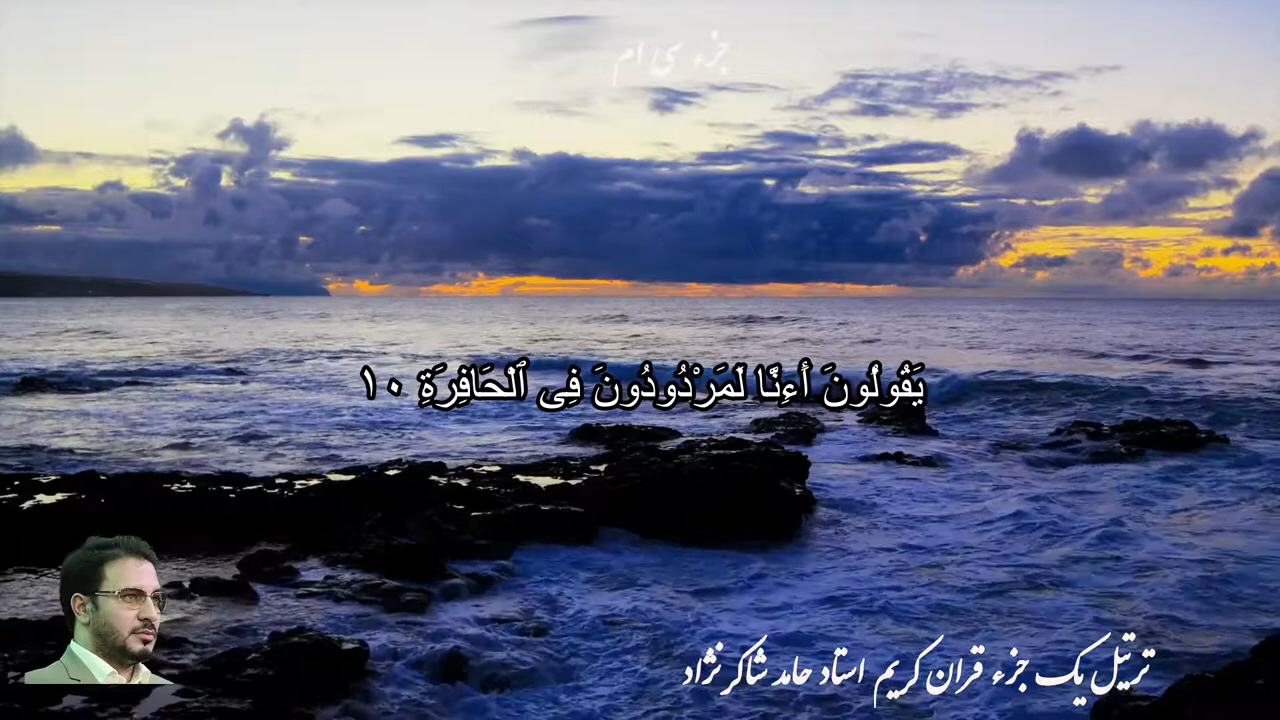 جزء سی ام
يَقُولُونَ أَءِنَّا لَمَرْدُودُونَ فِى ٱلْحَافِرَةِ ١٠
ترتیل یک جزء قران کریم استاد حامد شاکرنژاد